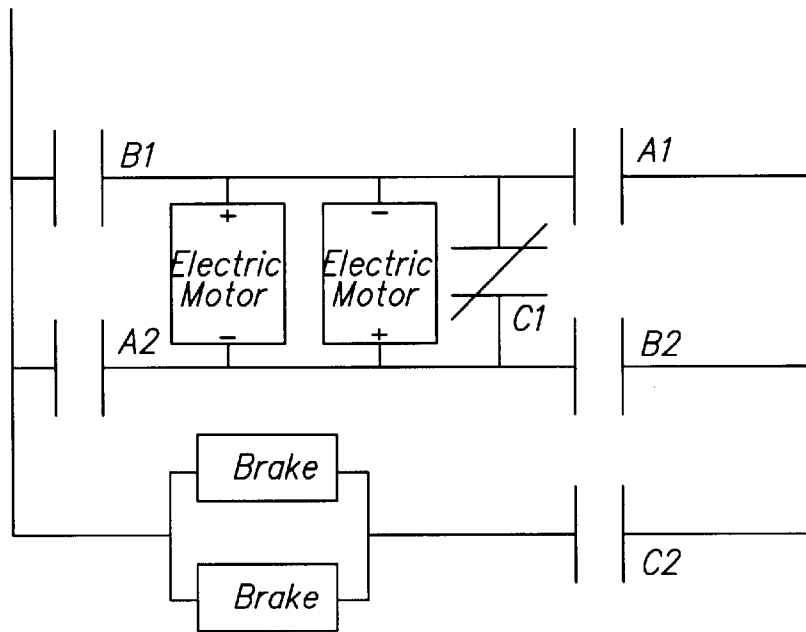 B1
A1
+
−
Electric
Motor
Electric
Motor
C1
−
+
A2
B2
Brake
C2
Brake